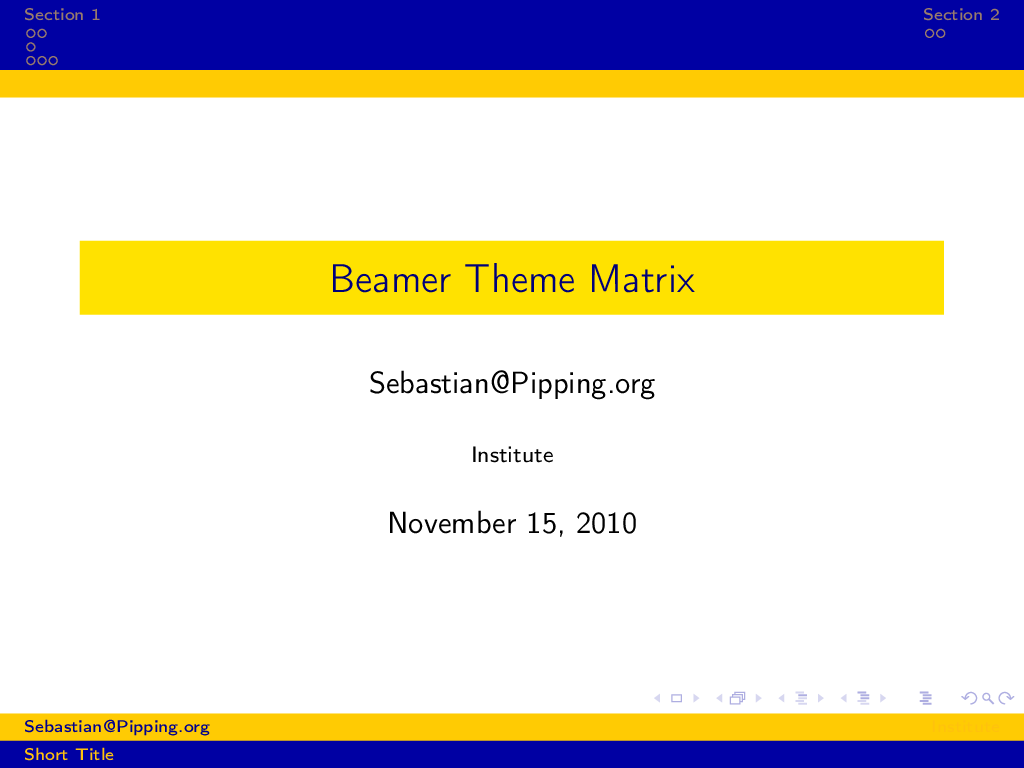 Section 1
Section 2
Beamer Theme Matrix
Sebastian@Pipping.org
Institute
November 15, 2010
Sebastian@Pipping.org
Institute
Short Title